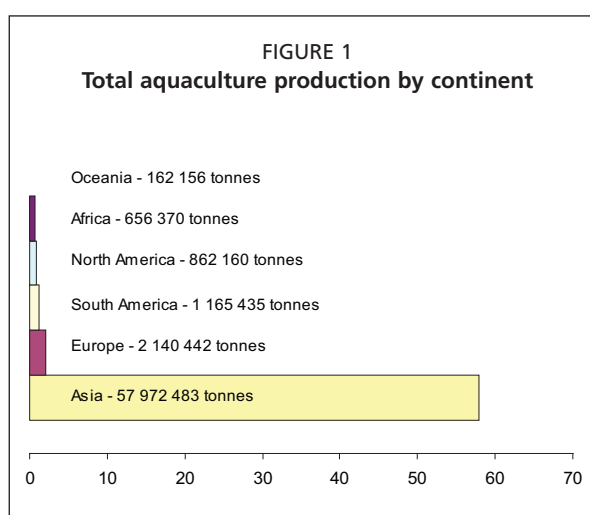 FIGURE 1
Total aquaculture production by continent
Oceania - 162 156 tonnes
Africa - 656 370 tonnes
North America - 862 160 tonnes
South America - 1 165 435 tonnes
Europe - 2 140 442 tonnes
Asia - 57 972 483 tonnes
0 10 20 30 40 50 60 70